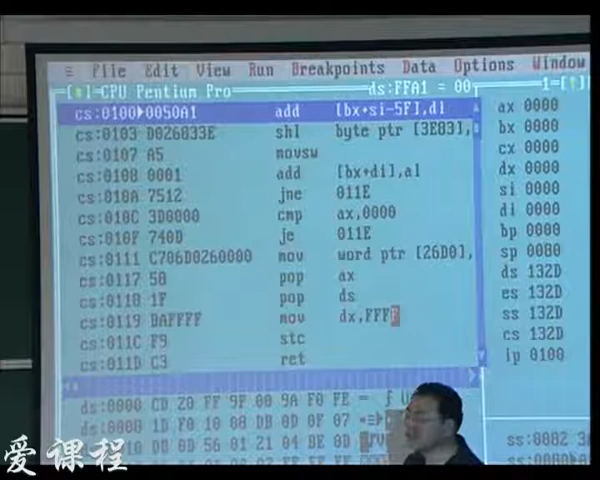 ≡ File Edit View Run Breakpoints Data Options Window
=[■]=CPU Pentium Pro ds:FFA1 = 00 1=[↑]
cs:0100►0050A1 add [bx+si-5F],dl ax 0000
cs:0103 D026833E shl byte ptr [3E83], bx 0000
cs:0107 A5 movsw cx 0000
cs:0108 0001 add [bx+di],al dx 0000
cs:010A 7512 jne 011E si 0000
cs:010C 3D0000 cmp ax,0000 di 0000
cs:010F 740D je 011E bp 0000
cs:0111 C706D0260000 mov word ptr [26D0], sp 0080
cs:0117 58 pop ax ds 132D
cs:0118 1F pop ds es 132D
cs:0119 BAFFFF mov dx,FFFF ss 132D
cs:011C F9 stc cs 132D
cs:011D C3 ret ip 0100
ds:0000 CD 20 FF 9F 00 9A F0 FE = ƒ
ds:0008 1D F0 10 08 DB 0D 0F 07
10 DB 0D 56 01 21 04 BE 0D ss:0082
爱课程